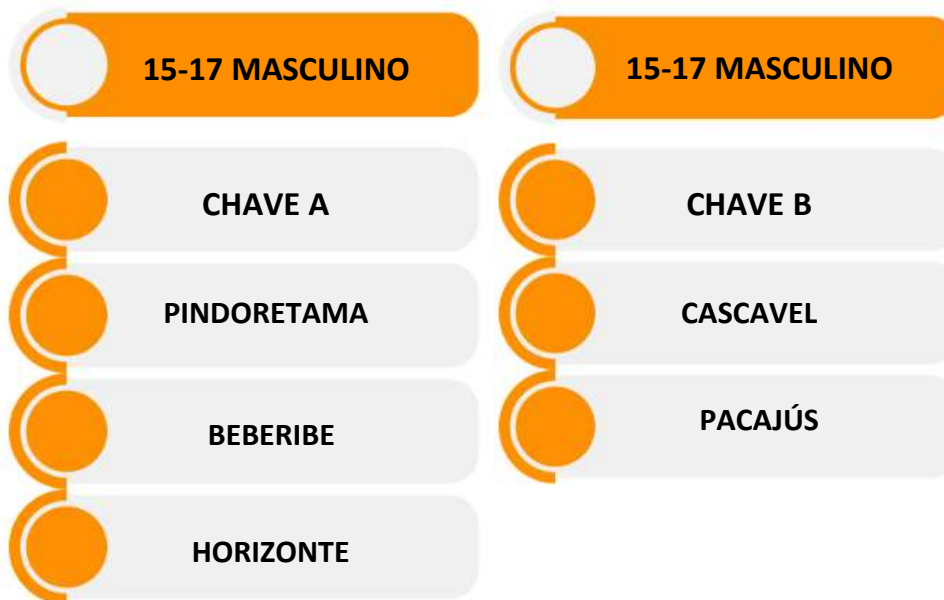 15-17 MASCULINO
CHAVE A
PINDORETAMA
BEBERIBE
HORIZONTE
15-17 MASCULINO
CHAVE B
CASCAVEL
PACAJÚS